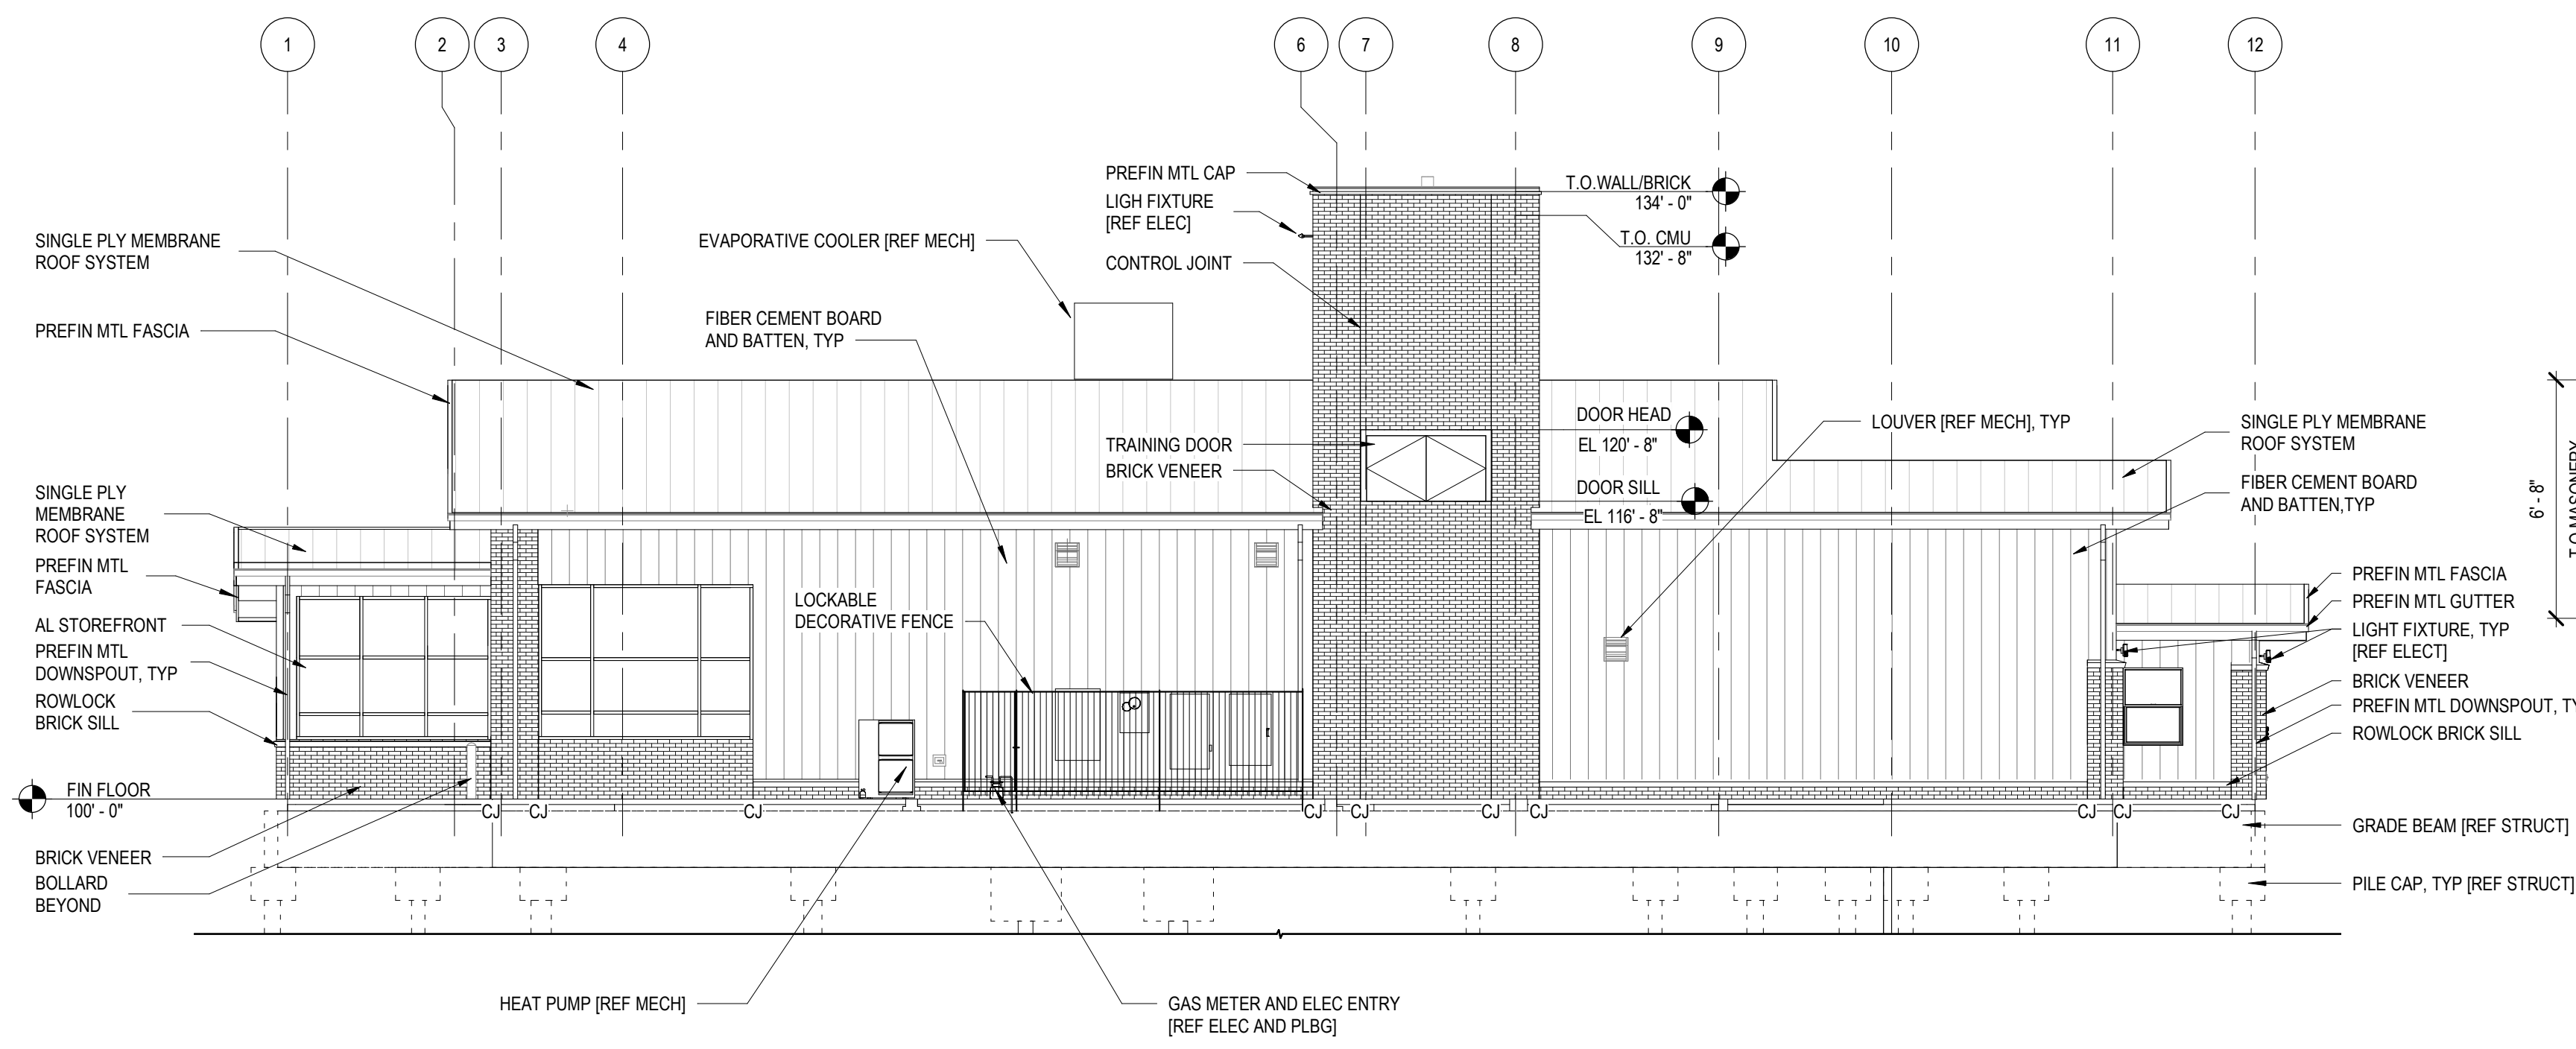 1
2
3
4
6
7
8
9
10
11
12
SINGLE PLY MEMBRANE
ROOF SYSTEM
PREFIN MTL FASCIA
SINGLE PLY
MEMBRANE
ROOF SYSTEM
PREFIN MTL
FASCIA
AL STOREFRONT
PREFIN MTL
DOWNSPOUT, TYP
ROWLOCK
BRICK SILL
FIN FLOOR
100' - 0"
BRICK VENEER
BOLLARD
BEYOND
EVAPORATIVE COOLER [REF MECH]
FIBER CEMENT BOARD
AND BATTEN, TYP
LOCKABLE
DECORATIVE FENCE
HEAT PUMP [REF MECH]
GAS METER AND ELEC ENTRY
[REF ELEC AND PLBG]
PREFIN MTL CAP
LIGH FIXTURE
[REF ELEC]
CONTROL JOINT
TRAINING DOOR
BRICK VENEER
T.O.WALL/BRICK
134' - 0"
T.O. CMU
132' - 8"
DOOR HEAD
EL 120' - 8"
DOOR SILL
EL 116' - 8"
LOUVER [REF MECH], TYP
SINGLE PLY MEMBRANE
ROOF SYSTEM
FIBER CEMENT BOARD
AND BATTEN,TYP
6' - 8"
T.O MASONERY
PREFIN MTL FASCIA
PREFIN MTL GUTTER
LIGHT FIXTURE, TYP
[REF ELECT]
BRICK VENEER
PREFIN MTL DOWNSPOUT, TY
ROWLOCK BRICK SILL
GRADE BEAM [REF STRUCT]
PILE CAP, TYP [REF STRUCT]
CJ
CJ
CJ
CJ
CJ
CJ
CJ
CJ
CJ
CJ